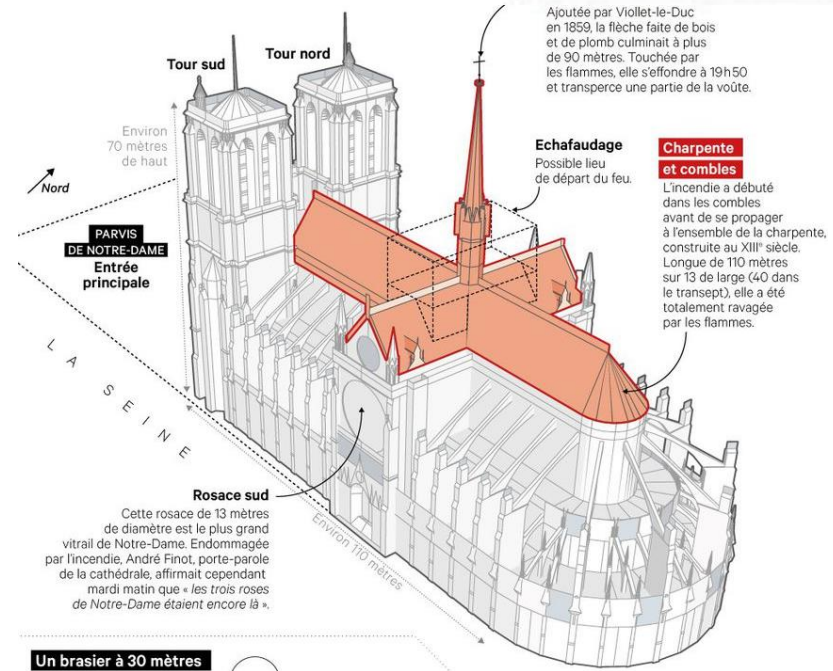 Ajoutée par Viollet-le-Duc
en 1859, la flèche faite de bois
et de plomb culminait à plus
de 90 mètres. Touchée par
les flammes, elle s'effondre à 19h50
et transperce une partie de la voûte.
Tour sud
Tour nord
Environ
70 mètres
de haut
Nord
PARVIS
DE NOTRE-DAME
Entrée
principale
LA SEINE
Echafaudage
Possible lieu
de départ du feu.
Charpente
et combles
L'incendie a débuté
dans les combles
avant de se propager
à l'ensemble de la charpente,
construite au XIIIe siècle.
Longue de 110 mètres
sur 13 de large (40 dans
le transept), elle a été
totalement ravagée
par les flammes.
Rosace sud
Cette rosace de 13 mètres
de diamètre est le plus grand
vitrail de Notre-Dame. Endommagée
par l'incendie, André Finot, porte-parole
de la cathédrale, affirmait cependant
mardi matin que « les trois roses
de Notre-Dame étaient encore là ».
Environ 110 mètres
Un brasier à 30 mètres